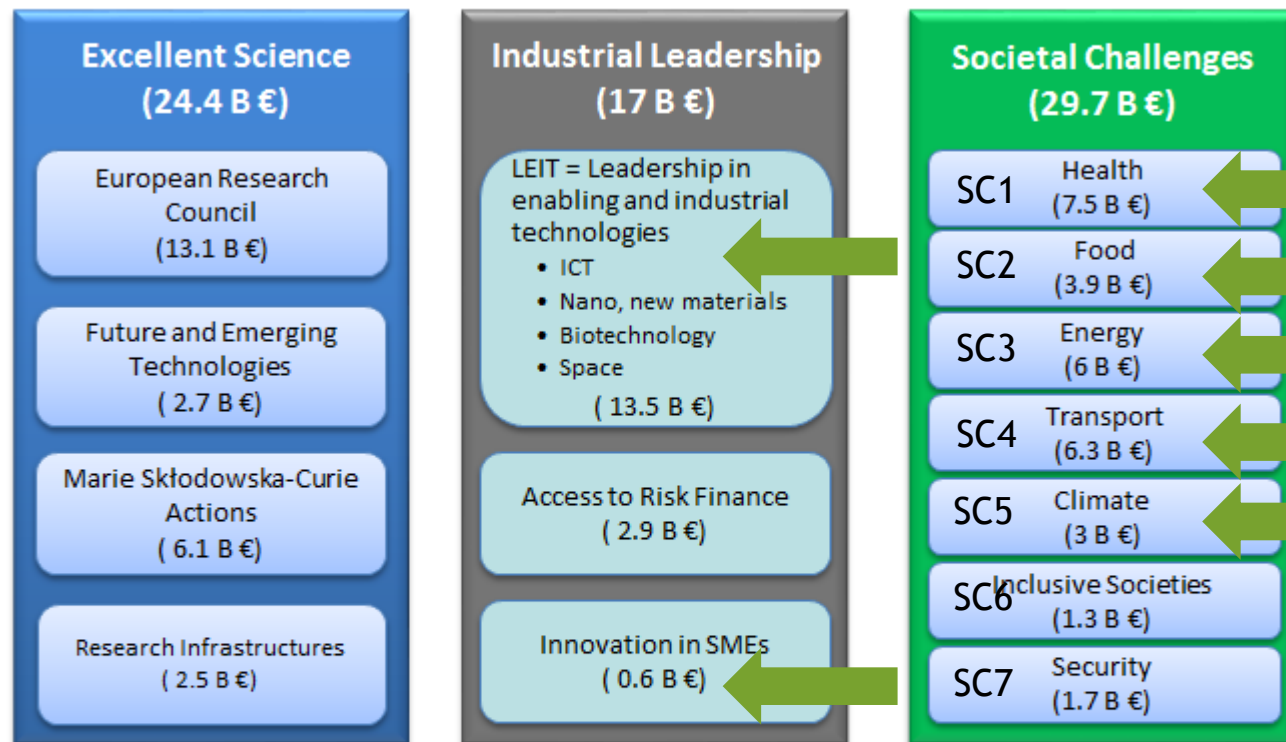 Excellent Science
(24.4 B €)
European Research
Council
(13.1 B €)
Future and Emerging
Technologies
( 2.7 B €)
Marie Skłodowska-Curie
Actions
( 6.1 B €)
Research Infrastructures
( 2.5 B €)
Industrial Leadership
(17 B €)
LEIT = Leadership in
enabling and industrial
technologies
• ICT
• Nano, new materials
• Biotechnology
• Space
( 13.5 B €)
Access to Risk Finance
( 2.9 B €)
Innovation in SMEs
( 0.6 B €)
Societal Challenges
(29.7 B €)
SC1 Health
(7.5 B €)
SC2 Food
(3.9 B €)
SC3 Energy
(6 B €)
SC4 Transport
(6.3 B €)
SC5 Climate
(3 B €)
SC6 Inclusive Societies
(1.3 B €)
SC7 Security
(1.7 B €)